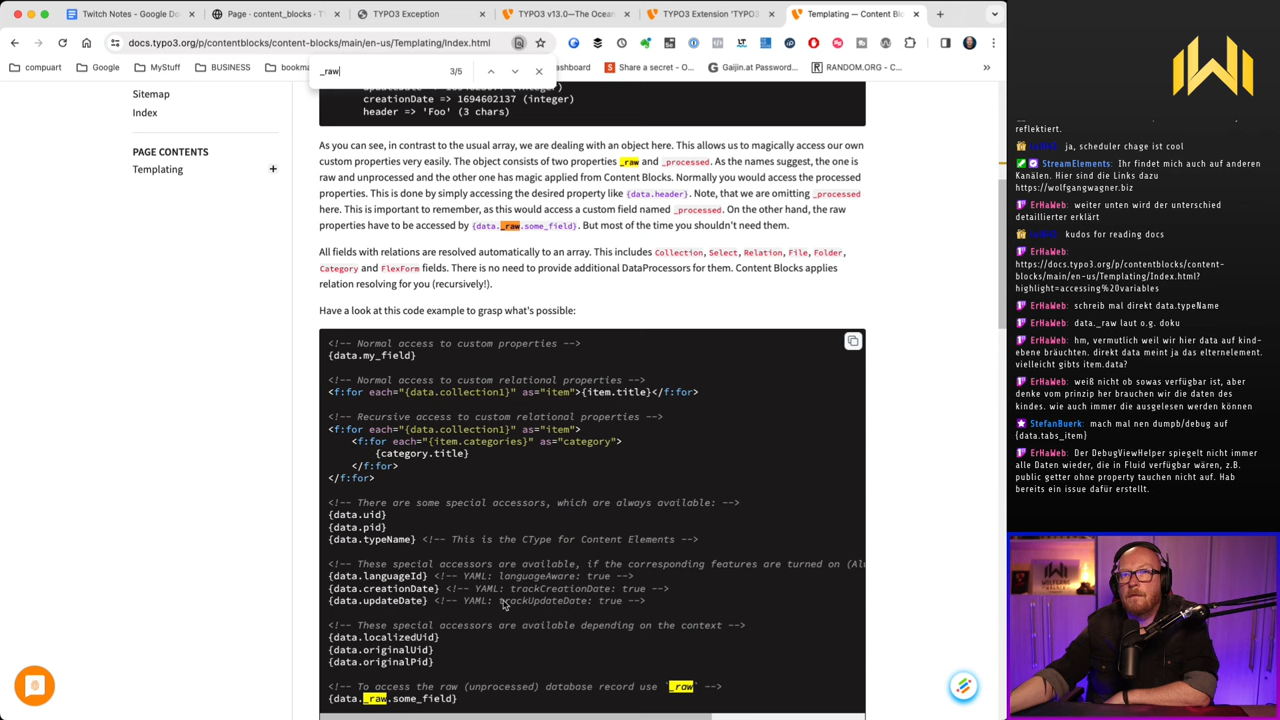 Twitch Notes - Google Do
Page · content_blocks · T
TYPO3 Exception
TYPO3 v13.0—The Ocean
TYPO3 Extension 'TYPO3
Templating — Content Bloc
docs.typo3.org/p/contentblocks/content-blocks/main/en-us/Templating/Index.html
compuart
Google
MyStuff
BUSINESS
bookma
ashboard
Share a secret - O...
Gaijin.at Password
RANDOM.ORG - C...
_raw
3/5
Sitemap
Index
PAGE CONTENTS
Templating
creationDate => 1694602137 (integer)
header => 'Foo' (3 chars)
As you can see, in contrast to the usual array, we are dealing with an object here. This allows us to magically access our own
custom properties very easily. The object consists of two properties _raw and _processed. As the names suggest, the one is
raw and unprocessed and the other one has magic applied from Content Blocks. Normally you would access the processed
properties. This is done by simply accessing the desired property like {data.header}. Note, that we are omitting _processed
here. This is important to remember, as this would access a custom field named _processed. On the other hand, the raw
properties have to be accessed by {data._raw.some_field}. But most of the time you shouldn't need them.
All fields with relations are resolved automatically to an array. This includes Collection, Select, Relation, File, Folder,
Category and FlexForm fields. There is no need to provide additional DataProcessors for them. Content Blocks applies
relation resolving for you (recursively!).
Have a look at this code example to grasp what's possible:
<!-- Normal access to custom properties -->
{data.my_field}
<!-- Normal access to custom relational properties -->
<f:for each="{data.collection1}" as="item">{item.title}</f:for>
<!-- Recursive access to custom relational properties -->
<f:for each="{data.collection1}" as="item">
<f:for each="{item.categories}" as="category">
{category.title}
</f:for>
</f:for>
<!-- There are some special accessors, which are always available: -->
{data.uid}
{data.pid}
{data.typeName} <!-- This is the CType for Content Elements -->
<!-- These special accessors are available, if the corresponding features are turned on (Al
{data.languageId} <!-- YAML: languageAware: true -->
{data.creationDate} <!-- YAML: trackCreationDate: true -->
{data.updateDate} <!-- YAML: trackUpdateDate: true -->
<!-- These special accessors are available depending on the context -->
{data.localizedUid}
{data.originalUid}
{data.originalPid}
<!-- To access the raw (unprocessed) database record use `_raw` -->
{data._raw.some_field}
reflektiert.
ja, scheduler chage ist cool
StreamElements: Ihr findet mich auch auf anderen
Kanälen. Hier sind die Links dazu
https://wolfgangwagner.biz
ErHaWeb: weiter unten wird der unterschied
detaillierter erklärt
kudos for reading docs
ErHaWeb:
https://docs.typo3.org/p/contentblocks/content-
blocks/main/en-us/Templating/Index.html?
highlight=accessing%20variables
ErHaWeb: schreib mal direkt data.typeName
ErHaWeb: data._raw laut o.g. doku
ErHaWeb: hm, vermutlich weil wir hier data auf kind-
ebene bräuchten. direkt data meint ja das elternelement.
vielleicht gibts item.data?
ErHaWeb: weiß nicht ob sowas verfügbar ist, aber
denke vom prinzip her brauchen wir die daten des
kindes. wie auch immer die ausgelesen werden können
StefanBuerk: mach mal nen dumpb/debug auf
{data.tabs_item}
ErHaWeb: Der DebugViewHelper spiegelt nicht immer
alle Daten wieder, die in Fluid verfügbar wären, z.B.
public getter ohne property tauchen nicht auf. Hab
bereits ein issue dafür erstellt.